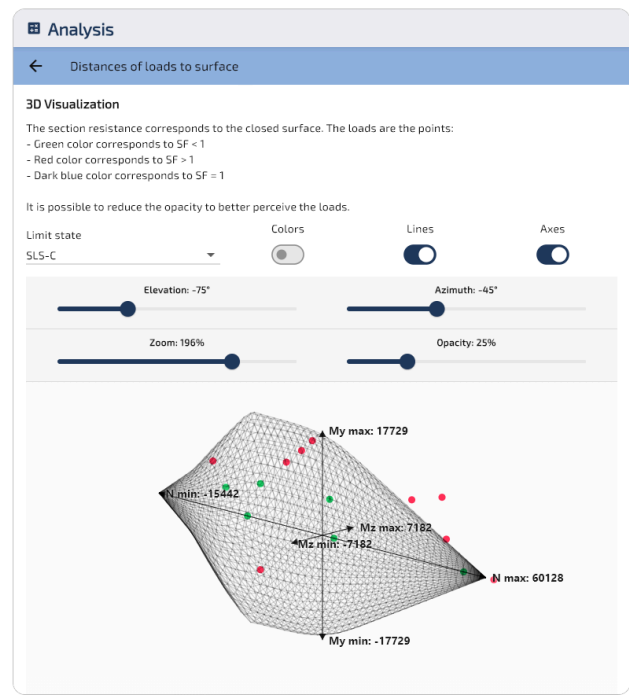 Analysis
Distances of loads to surface
3D Visualization
The section resistance corresponds to the closed surface. The loads are the points:
- Green color corresponds to SF < 1
- Red color corresponds to SF > 1
- Dark blue color corresponds to SF = 1
It is possible to reduce the opacity to better perceive the loads.
Limit state
Colors
Lines
Axes
SLS-C
Elevation: -75°
Azimuth: -45°
Zoom: 196%
Opacity: 25%
My max: 17729
N min: -15442
Mz max: 7182
Mz min: -7182
N max: 60128
My min: -17729